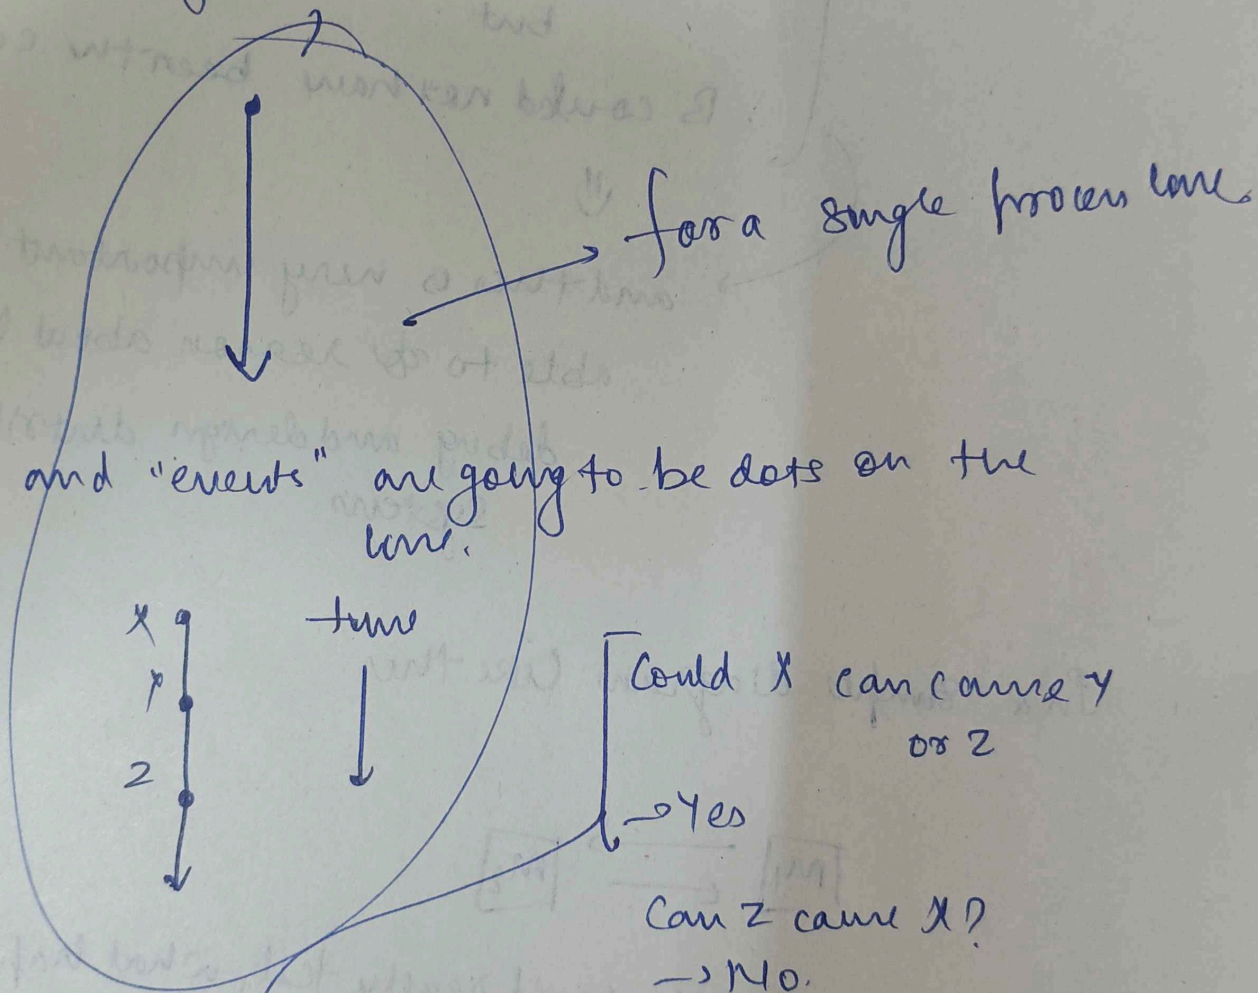 for a single process line.
and "events" are going to be dots on the
line.
X
time
Y
Z
Could X can cause Y
or Z
→ Yes
Can Z cause X?
→ No.